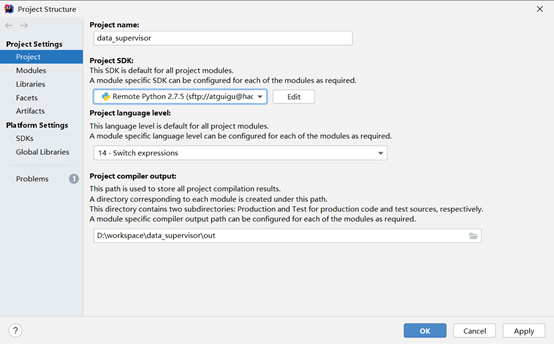 Project Structure
Project Settings
Project
Modules
Libraries
Facets
Artifacts
Platform Settings
SDKs
Global Libraries
Problems 1
Project name:
data_supervisor
Project SDK:
This SDK is default for all project modules.
A module specific SDK can be configured for each of the modules as required.
Remote Python 2.7.5 (sftp://atguigu@hac Edit
Project language level:
This language level is default for all project modules.
A module specific language level can be configured for each of the modules as required.
14 - Switch expressions
Project compiler output:
This path is used to store all project compilation results.
A directory corresponding to each module is created under this path.
This directory contains two subdirectories: Production and Test for production code and test sources, respectively.
A module specific compiler output path can be configured for each of the modules as required.
D:\workspace\data_supervisor\out
? OK Cancel Apply